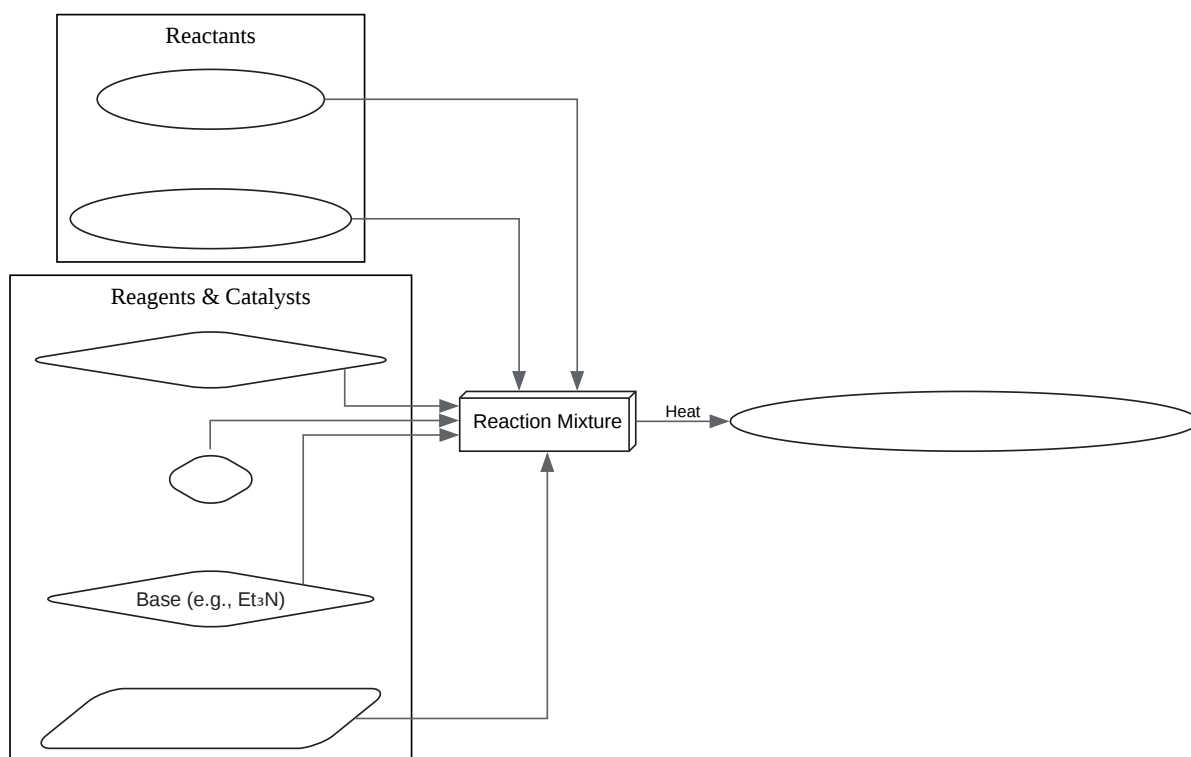 Reactants
Reagents & Catalysts
Reaction Mixture
Heat
Base (e.g., Et₃N)